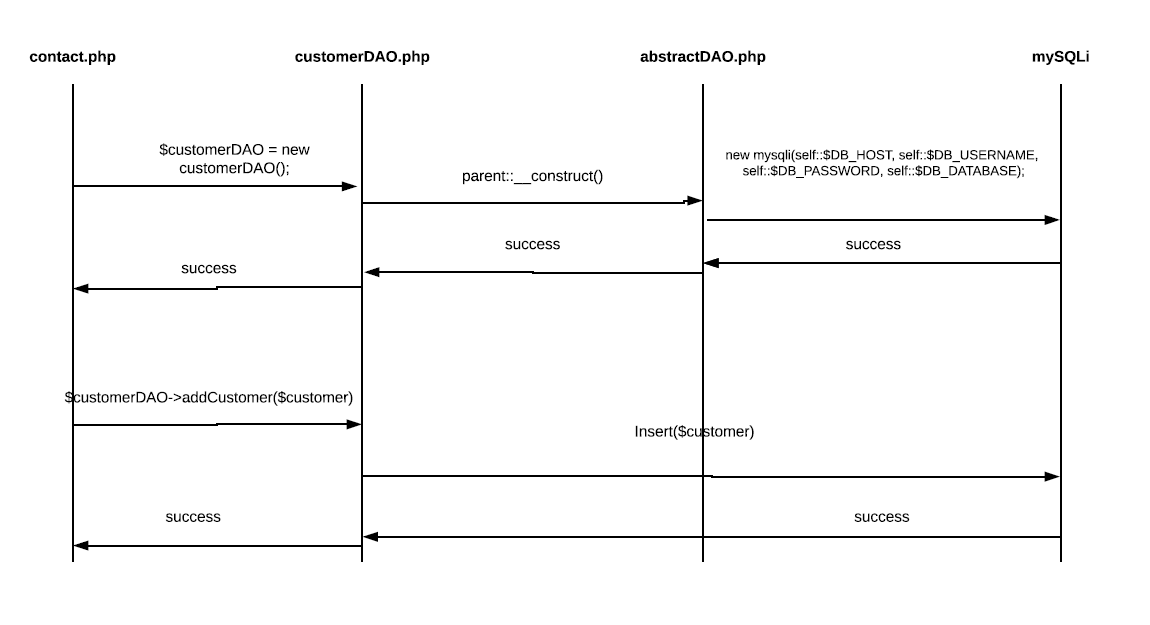 contact.php
customerDAO.php
abstractDAO.php
mySQLi
$customerDAO = new
customerDAO();
parent::__construct()
new mysqli(self::$DB_HOST, self::$DB_USERNAME,
self::$DB_PASSWORD, self::$DB_DATABASE);
success
success
success
$customerDAO->addCustomer($customer)
Insert($customer)
success
success